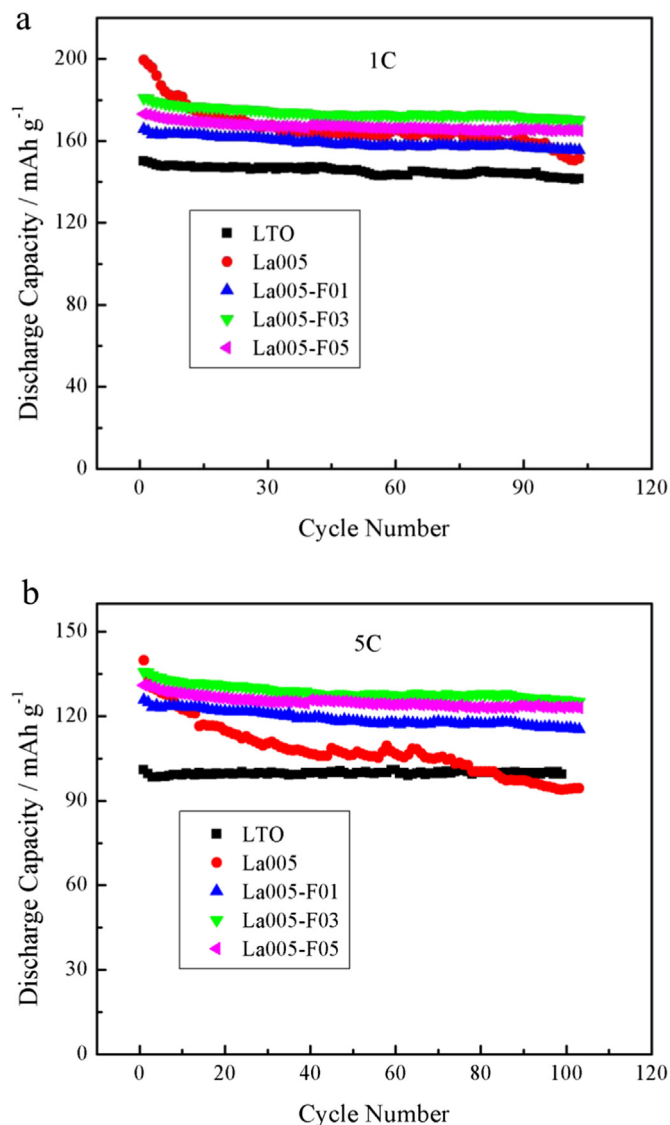 a
1C
200
160
120
80
40
0
Discharge Capacity / mAh g⁻¹
LTO
La005
La005-F01
La005-F03
La005-F05
0 30 60 90 120
Cycle Number
b
5C
150
120
90
60
30
0
Discharge Capacity / mAh g⁻¹
LTO
La005
La005-F01
La005-F03
La005-F05
0 20 40 60 80 100 120
Cycle Number